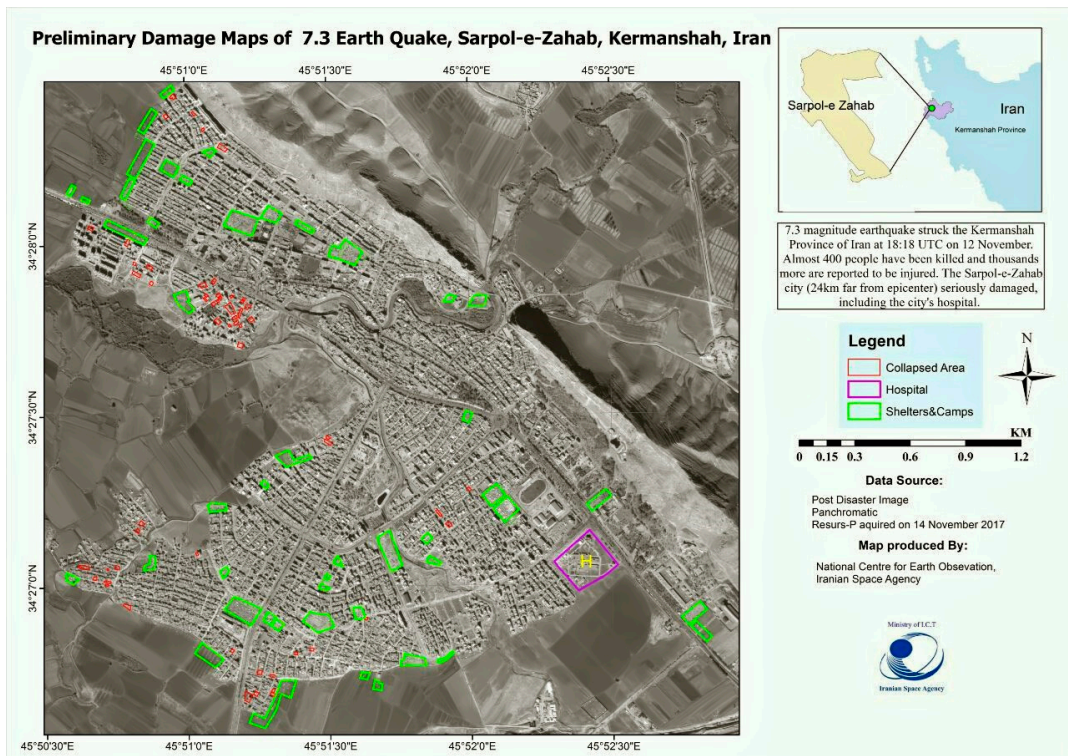 Preliminary Damage Maps of 7.3 Earth Quake, Sarpol-e-Zahab, Kermanshah, Iran
45°51'0"E 45°51'30"E 45°52'0"E 45°52'30"E
34°28'0"N
34°27'30"N
34°27'0"N
H
45°50'30"E 45°51'0"E 45°51'30"E 45°52'0"E 45°52'30"E
Sarpol-e Zahab
Iran
Kermanshah Province
7.3 magnitude earthquake struck the Kermanshah
Province of Iran at 18:18 UTC on 12 November.
Almost 400 people have been killed and thousands
more are reported to be injured. The Sarpol-e-Zahab
city (24km far from epicenter) seriously damaged,
including the city's hospital.
Legend
Collapsed Area
Hospital
Shelters&Camps
N
KM
0 0.15 0.3 0.6 0.9 1.2
Data Source:
Post Disaster Image
Panchromatic
Resurs-P aquired on 14 November 2017
Map produced By:
National Centre for Earth Obsevation,
Iranian Space Agency
Ministry of I.C.T
Iranian Space Agency